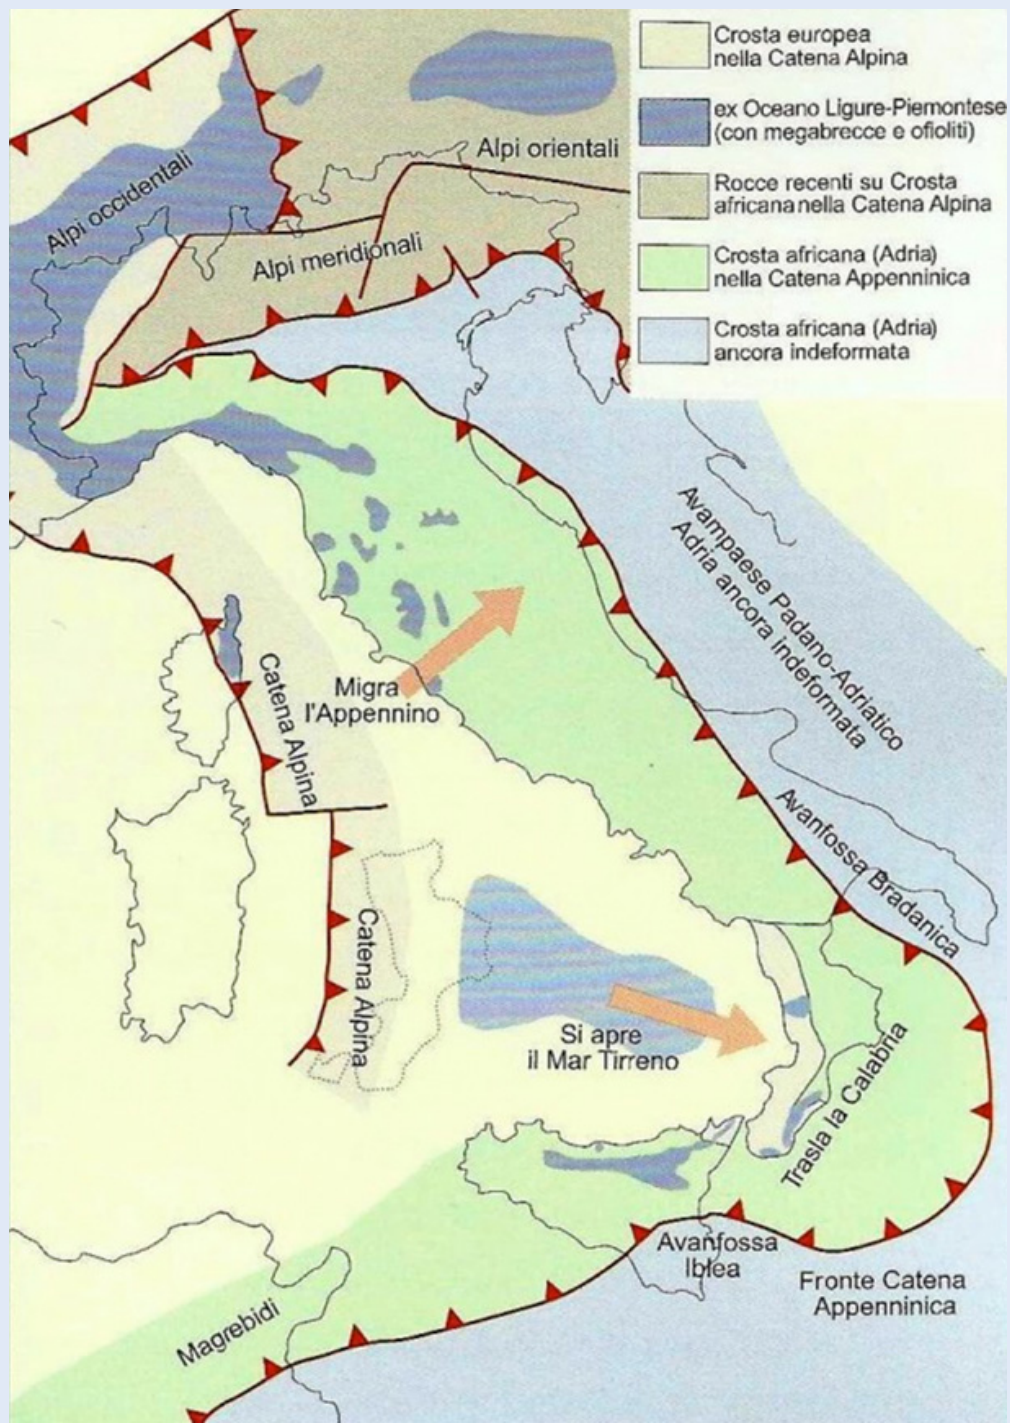 Crosta europea
nella Catena Alpina
ex Oceano Ligure-Piemontese
(con megabrecce e ofioliti)
Rocce recenti su Crosta
africana nella Catena Alpina
Crosta africana (Adria)
nella Catena Appenninica
Crosta africana (Adria)
ancora indeformata
Alpi orientali
Alpi occidentali
Alpi meridionali
Avampaese Padano-Adriatico
Adria ancora indeformata
Migra
l'Appennino
Catena Alpina
Avanfossa Bradanica
Catena Alpina
Si apre
il Mar Tirreno
Trasla la Calabria
Avanfossa
Iblea
Fronte Catena
Appenninica
Magrebidi